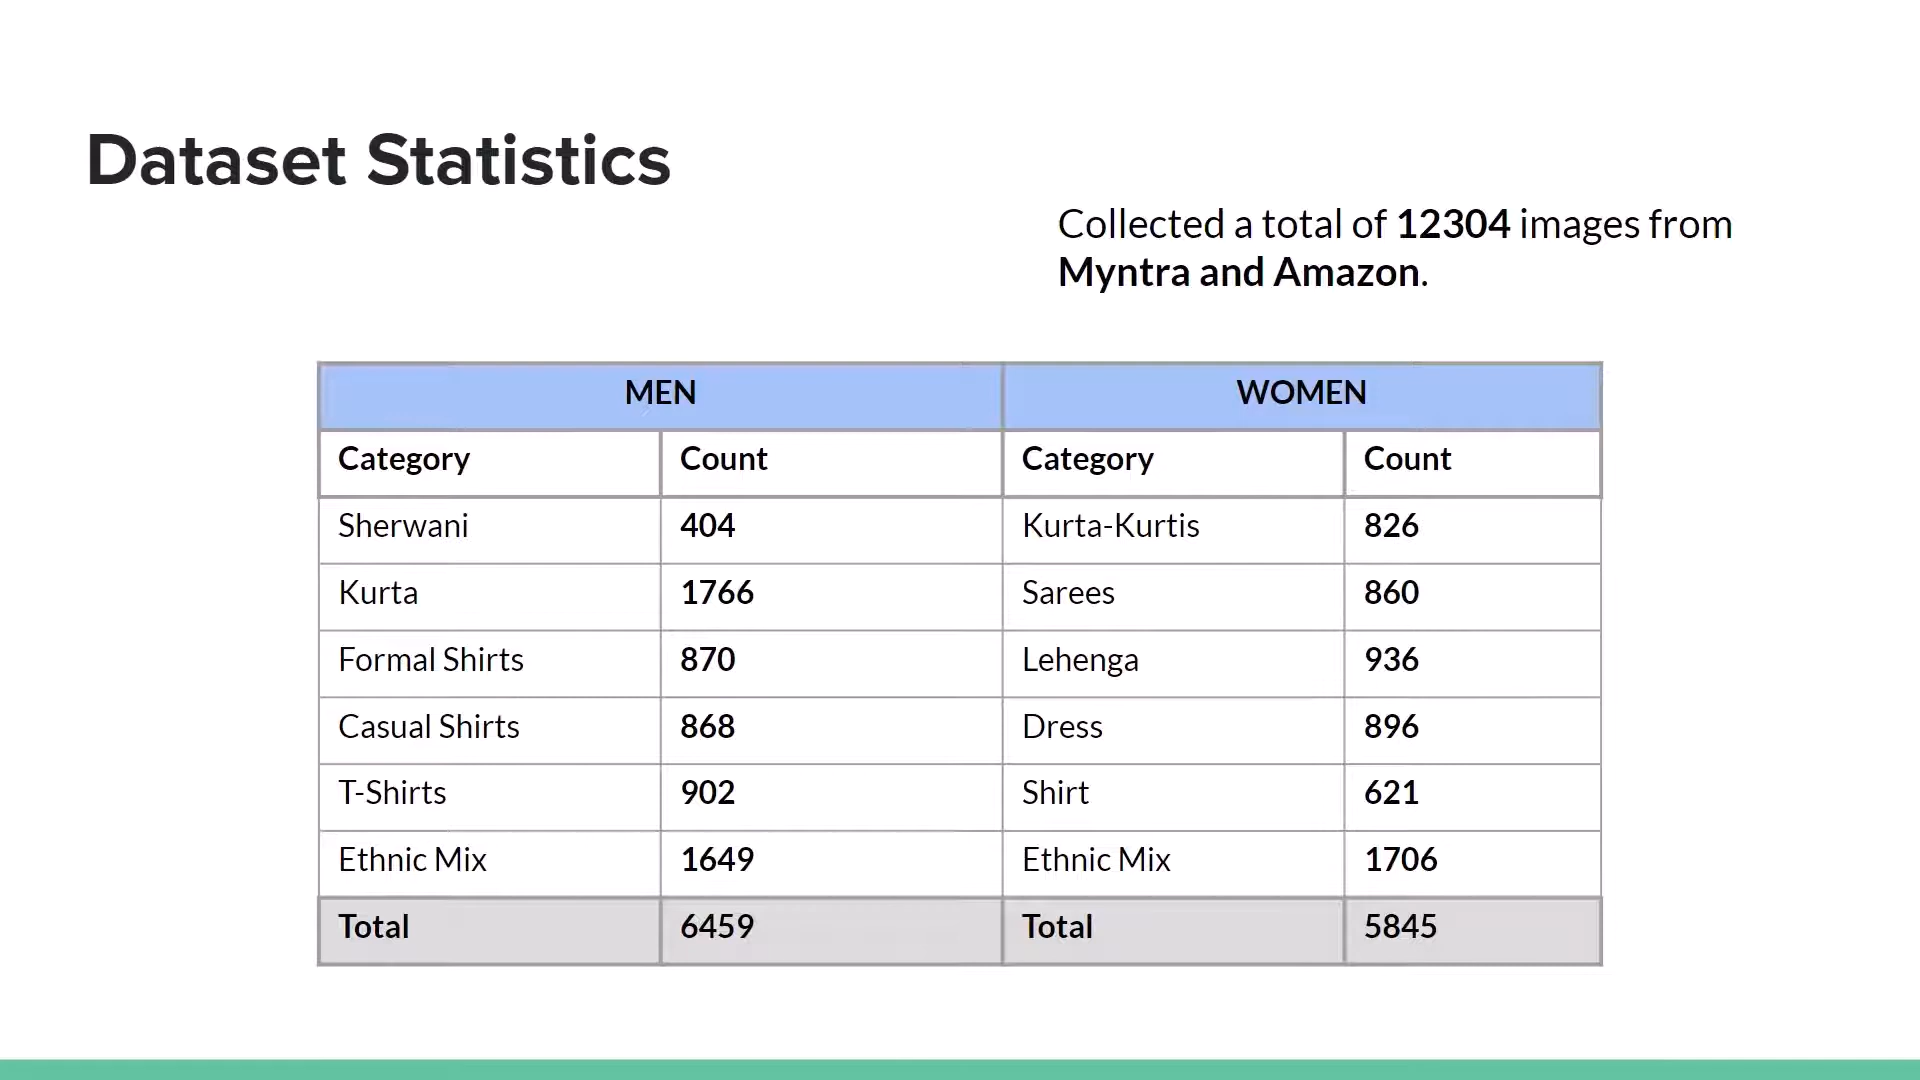 Dataset Statistics
Collected a total of 12304 images from
Myntra and Amazon.
MEN WOMEN
Category Count Category Count
Sherwani 404 Kurta-Kurtis 826
Kurta 1766 Sarees 860
Formal Shirts 870 Lehenga 936
Casual Shirts 868 Dress 896
T-Shirts 902 Shirt 621
Ethnic Mix 1649 Ethnic Mix 1706
Total 6459 Total 5845